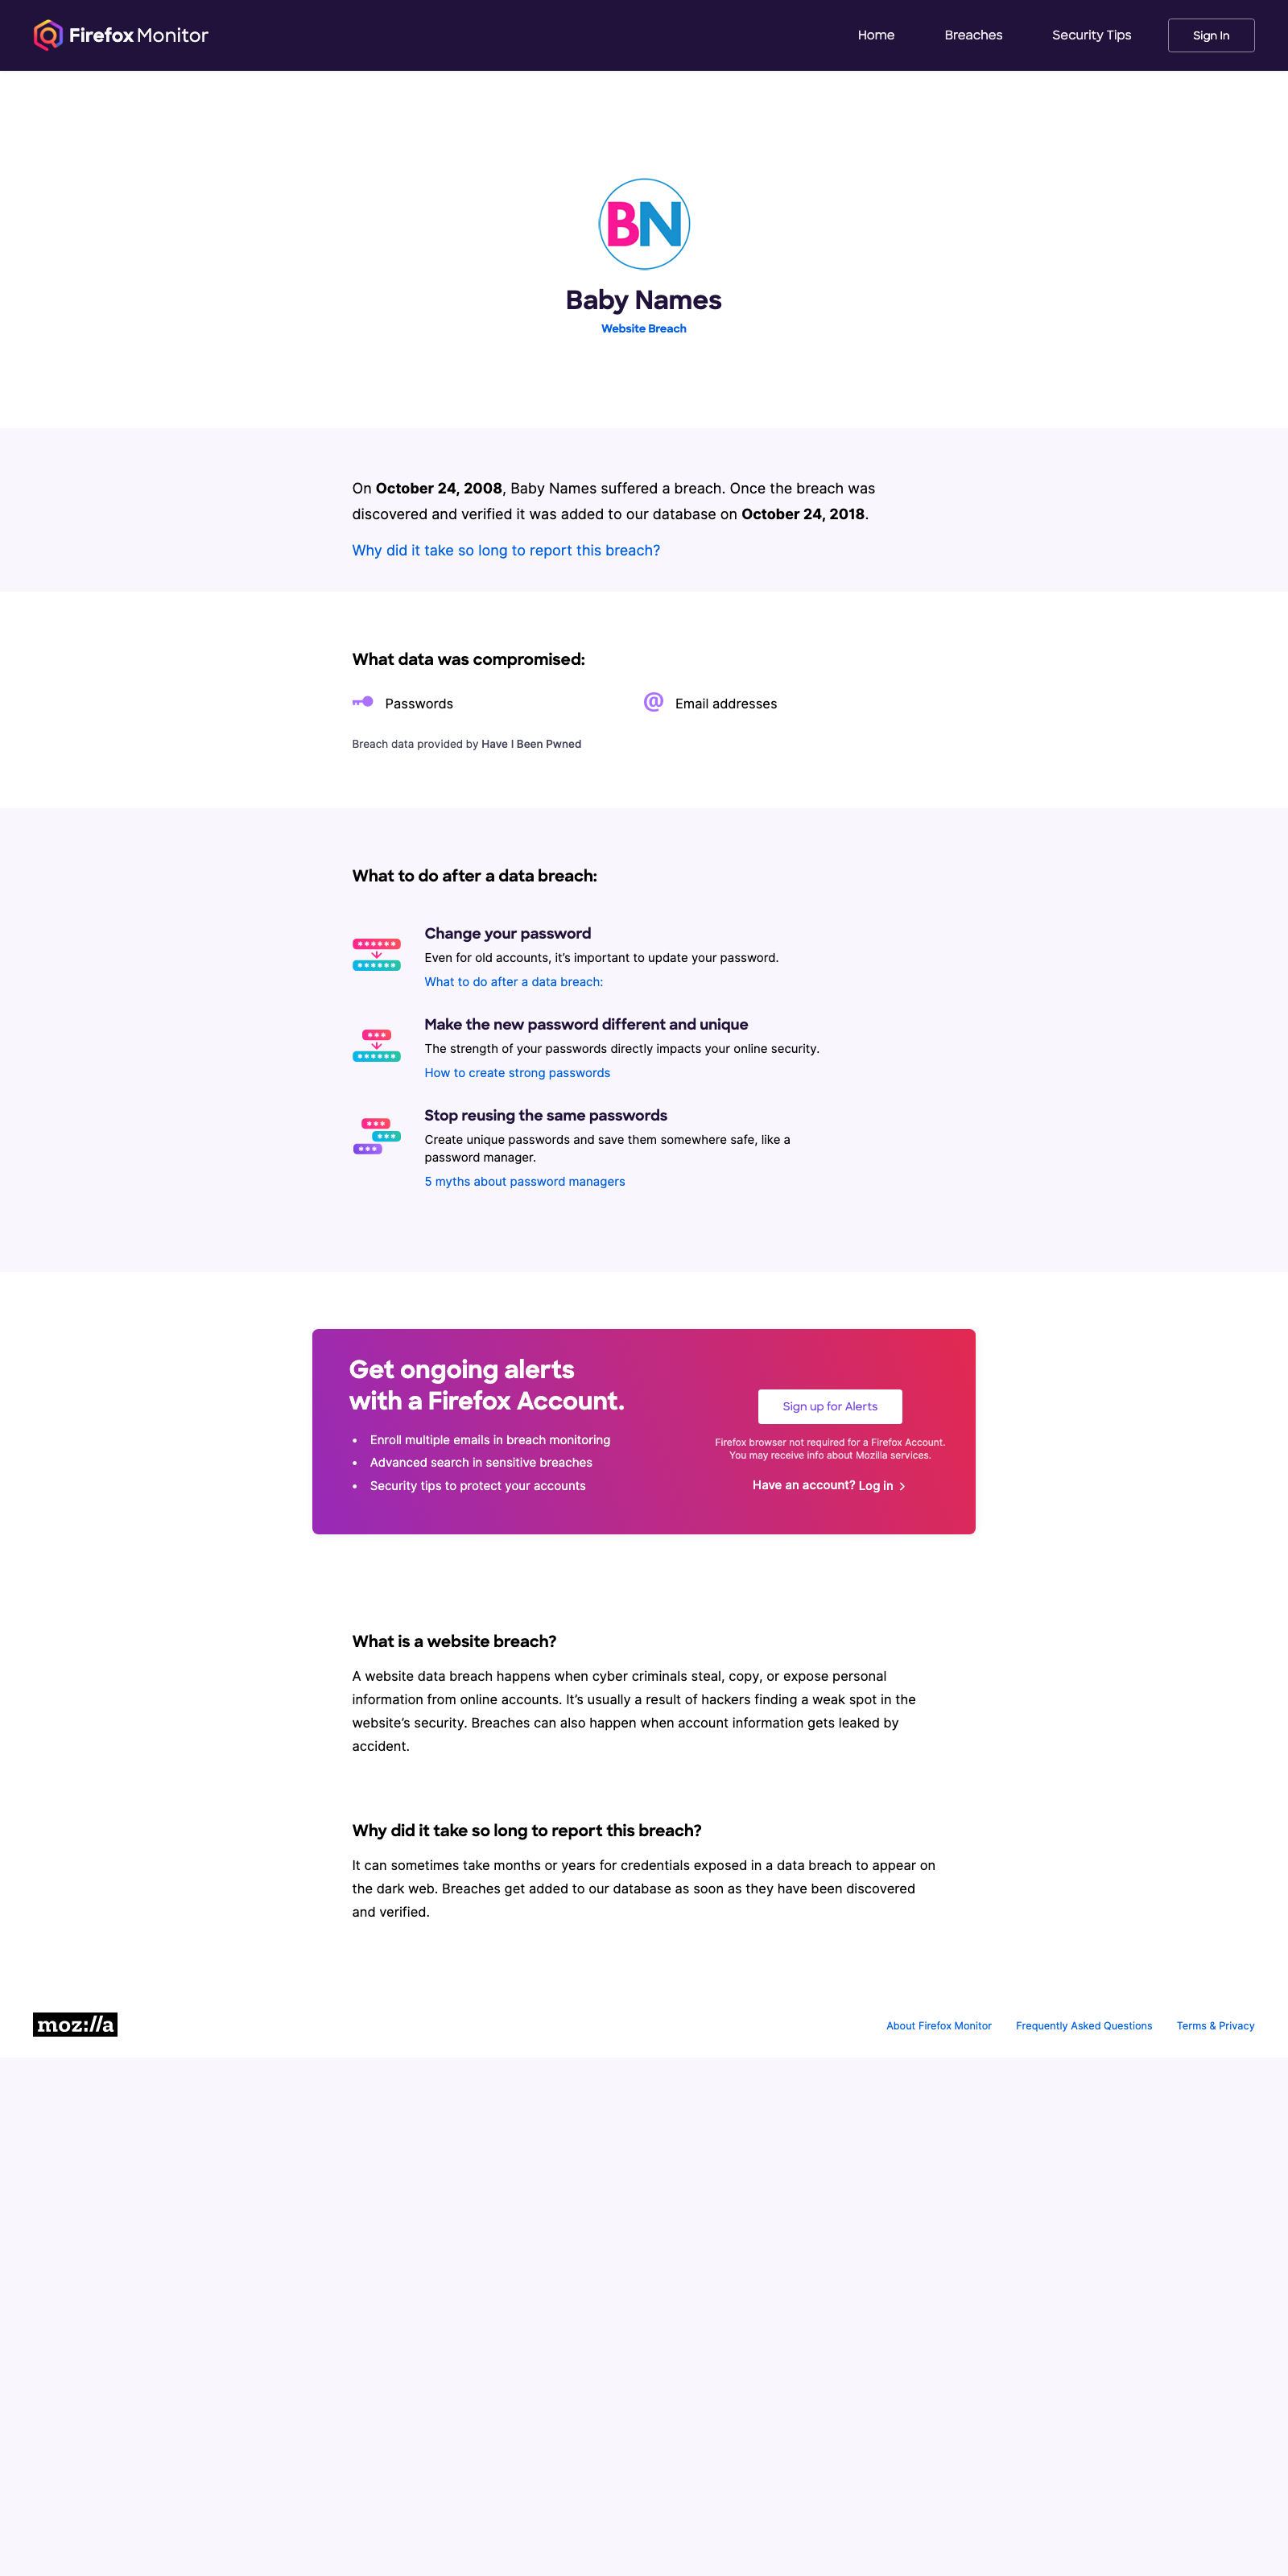 Firefox Monitor
Home Breaches Security Tips Sign In
BN
Baby Names
Website Breach
On October 24, 2008, Baby Names suffered a breach. Once the breach was
discovered and verified it was added to our database on October 24, 2018.
Why did it take so long to report this breach?
What data was compromised:
Passwords
@ Email addresses
Breach data provided by Have I Been Pwned
What to do after a data breach:
Change your password
Even for old accounts, it’s important to update your password.
What to do after a data breach:
Make the new password different and unique
The strength of your passwords directly impacts your online security.
How to create strong passwords
Stop reusing the same passwords
Create unique passwords and save them somewhere safe, like a
password manager.
5 myths about password managers
Get ongoing alerts
with a Firefox Account.
• Enroll multiple emails in breach monitoring
• Advanced search in sensitive breaches
• Security tips to protect your accounts
Sign up for Alerts
Firefox browser not required for a Firefox Account.
You may receive info about Mozilla services.
Have an account? Log in
What is a website breach?
A website data breach happens when cyber criminals steal, copy, or expose personal
information from online accounts. It’s usually a result of hackers finding a weak spot in the
website’s security. Breaches can also happen when account information gets leaked by
accident.
Why did it take so long to report this breach?
It can sometimes take months or years for credentials exposed in a data breach to appear on
the dark web. Breaches get added to our database as soon as they have been discovered
and verified.
moz://a
About Firefox Monitor Frequently Asked Questions Terms & Privacy